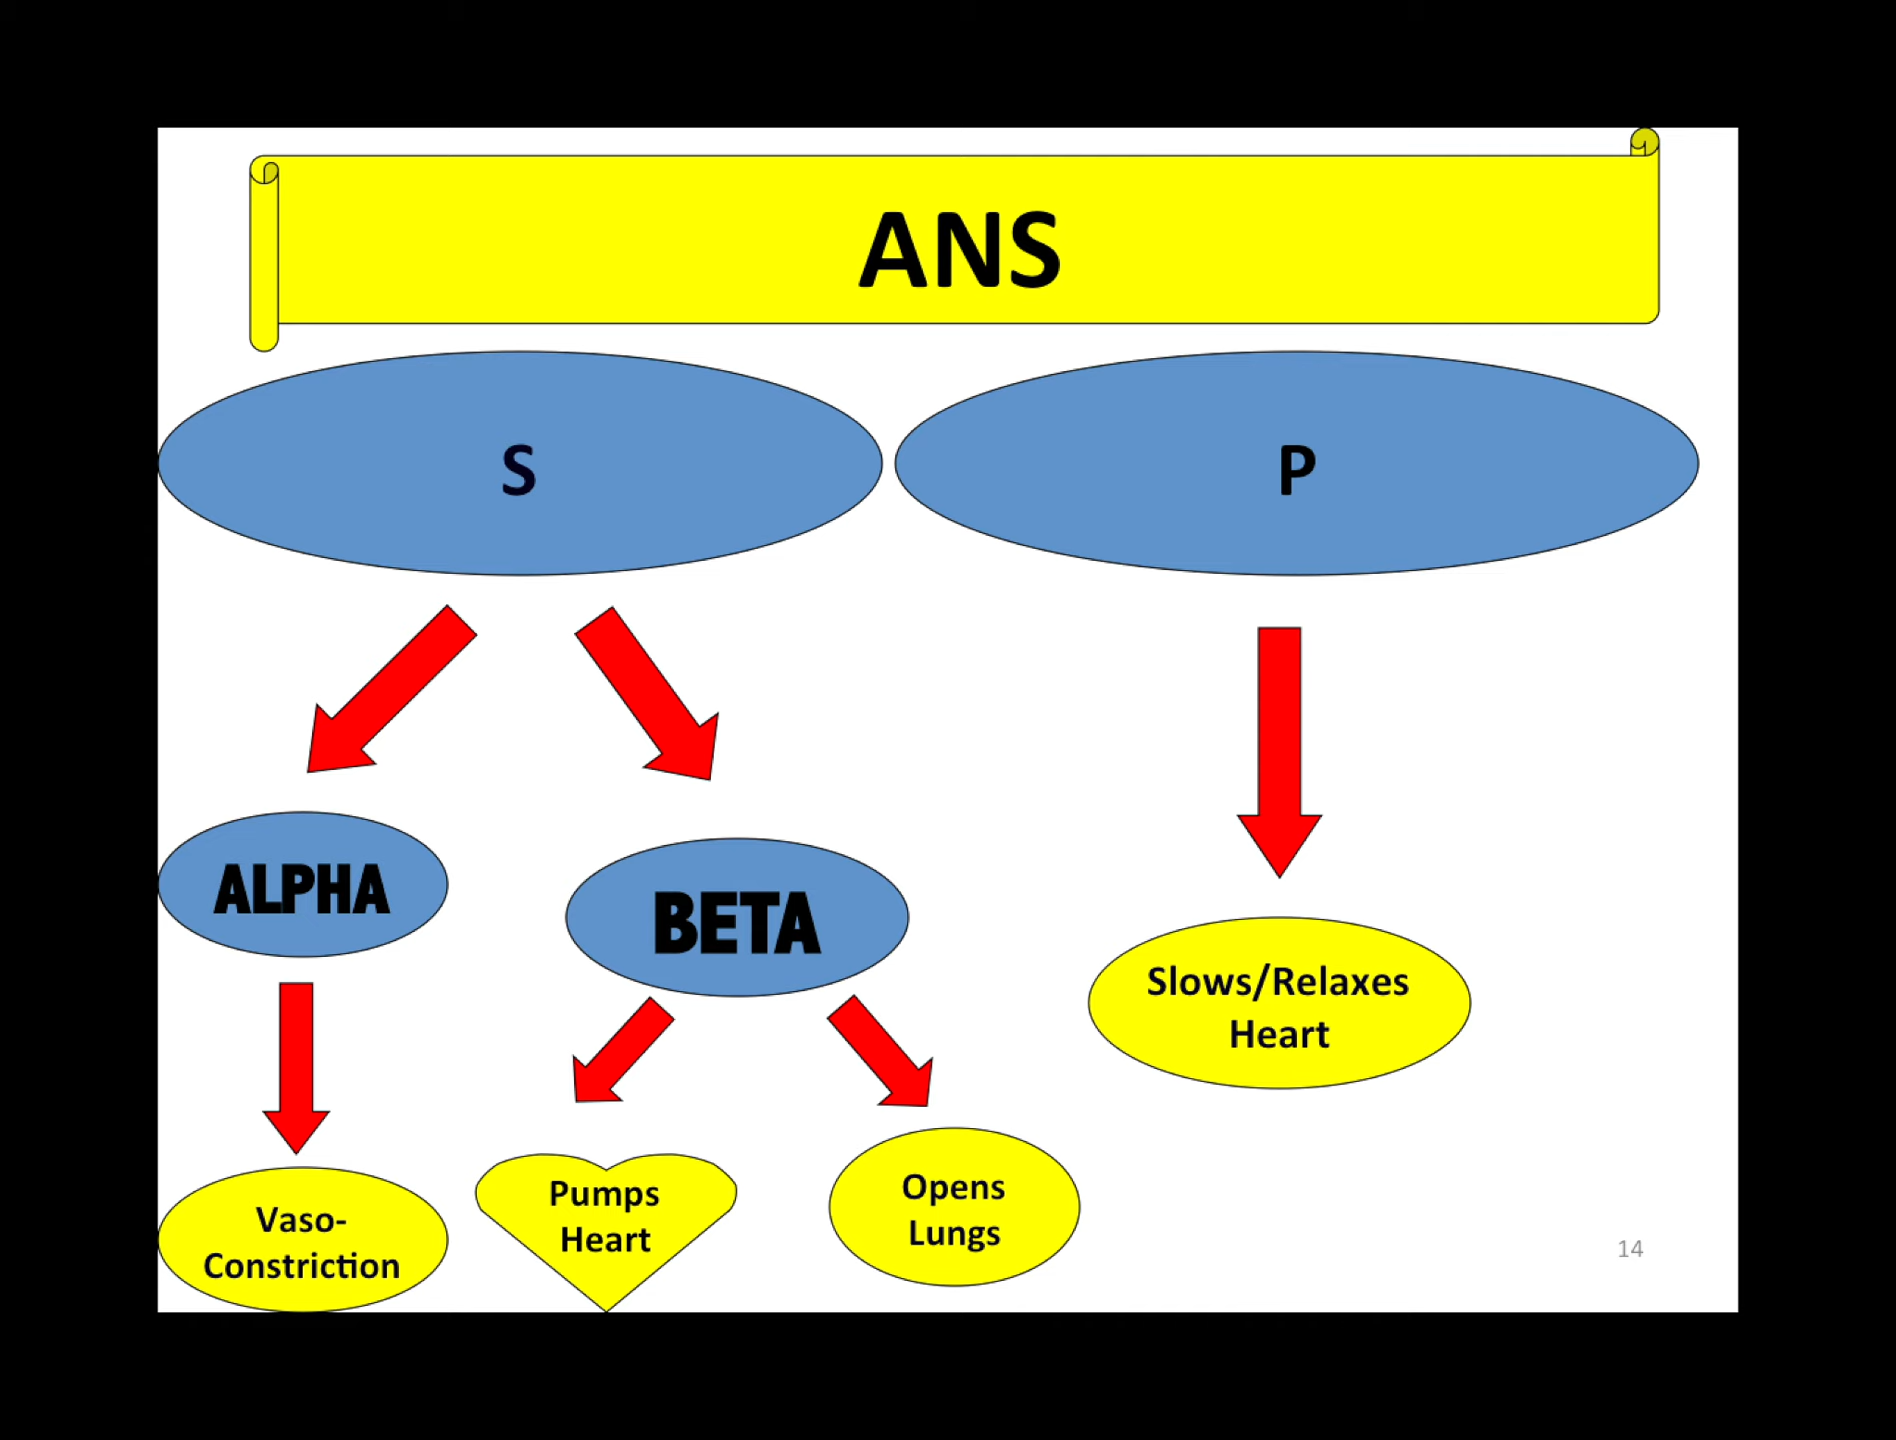 ANS
S
P
ALPHA
BETA
Slows/Relaxes
Heart
Vaso-
Constriction
Pumps
Heart
Opens
Lungs
14